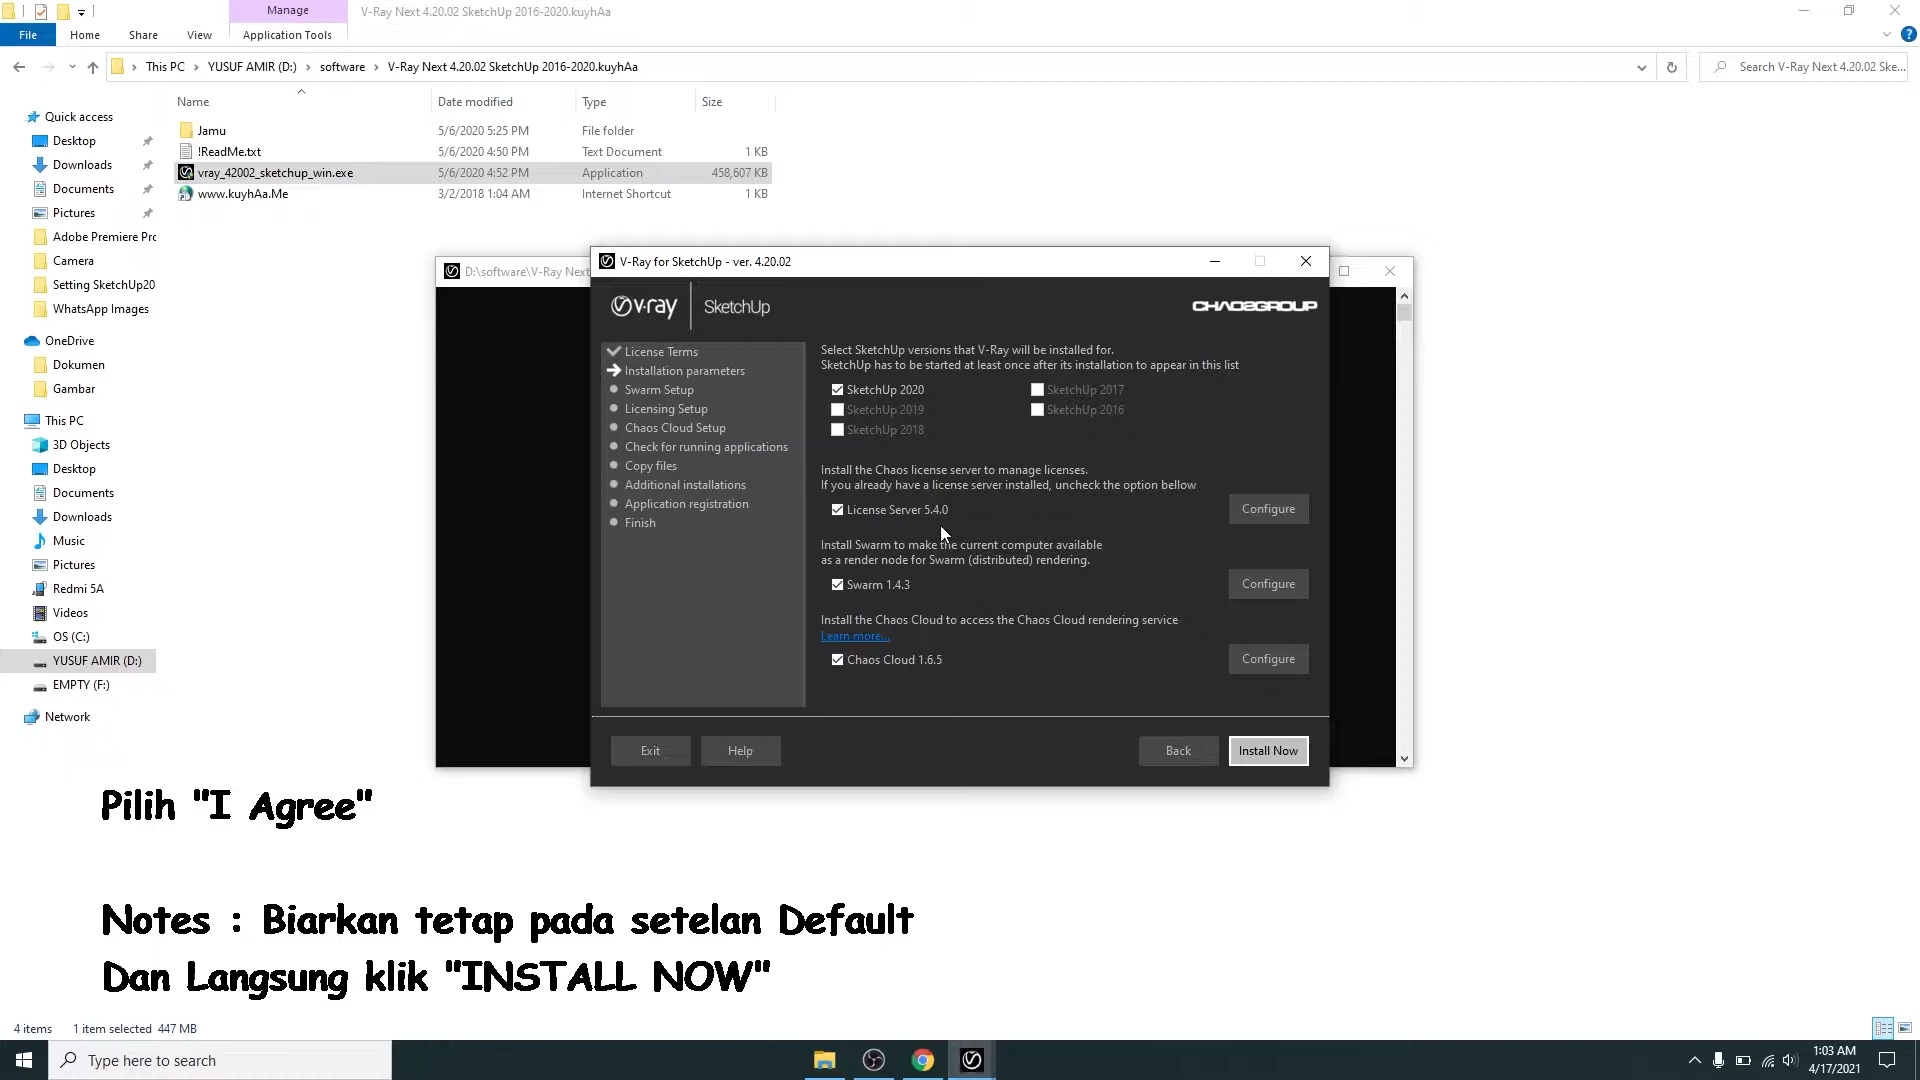 Manage
V-Ray Next 4.20.02 SketchUp 2016-2020.kuyhAa
File
Home
Share
View
Application Tools
This PC
YUSUF AMIR (D:)
software
V-Ray Next 4.20.02 SketchUp 2016-2020.kuyhAa
Search V-Ray Next 4.20.02 Ske...
Name
Date modified
Type
Size
Jamu
5/6/2020 5:25 PM
File folder
!ReadMe.txt
5/6/2020 4:50 PM
Text Document
1 KB
vray_42002_sketchup_win.exe
5/6/2020 4:52 PM
Application
458,607 KB
www.kuyhAa.Me
3/2/2018 1:04 AM
Internet Shortcut
1 KB
Quick access
Desktop
Downloads
Documents
Pictures
Adobe Premiere Prc
Camera
Setting SketchUp20
WhatsApp Images
OneDrive
Dokumen
Gambar
This PC
3D Objects
Desktop
Documents
Downloads
Music
Pictures
Redmi 5A
Videos
OS (C:)
YUSUF AMIR (D:)
EMPTY (F:)
Network
D:\software\V-Ray Next
V-Ray for SketchUp - ver. 4.20.02
v-ray
SketchUp
CHAOSGROUP
License Terms
Installation parameters
Swarm Setup
Licensing Setup
Chaos Cloud Setup
Check for running applications
Copy files
Additional installations
Application registration
Finish
Select SketchUp versions that V-Ray will be installed for.
SketchUp has to be started at least once after its installation to appear in this list
SketchUp 2020
SketchUp 2017
SketchUp 2019
SketchUp 2016
SketchUp 2018
Install the Chaos license server to manage licenses.
If you already have a license server installed, uncheck the option bellow
License Server 5.4.0
Configure
Install Swarm to make the current computer available
as a render node for Swarm (distributed) rendering.
Swarm 1.4.3
Configure
Install the Chaos Cloud to access the Chaos Cloud rendering service
Learn more...
Chaos Cloud 1.6.5
Configure
Exit
Help
Back
Install Now
Pilih "I Agree"
Notes : Biarkan tetap pada setelan Default
Dan Langsung klik "INSTALL NOW"
4 items
1 item selected 447 MB
Type here to search
1:03 AM
4/17/2021